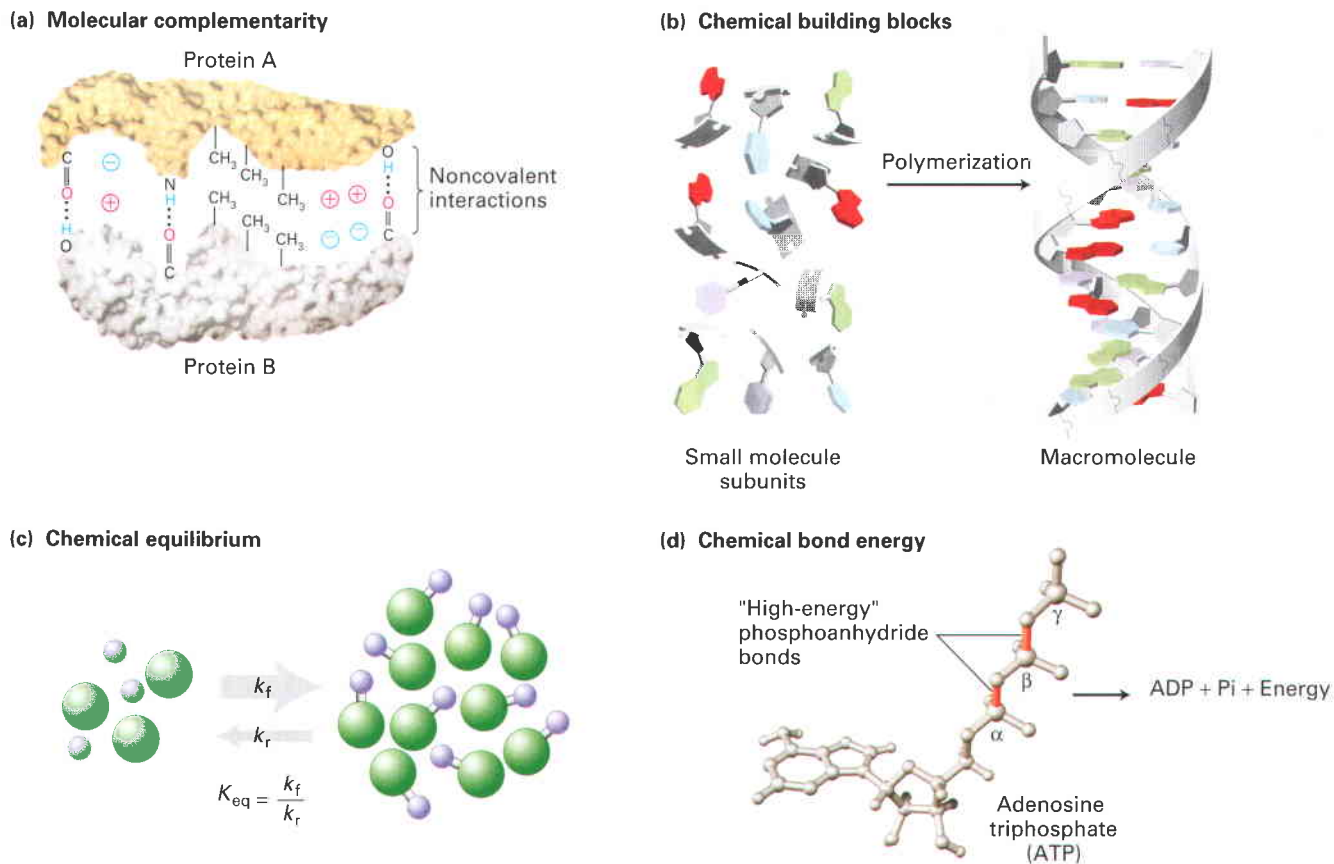 (a) Molecular complementarity
Protein A
C
O
H
O
−
+
N
H
O
C
CH3
CH3
CH3
CH3
CH3
+ +
− −
O
H
O
C
Noncovalent
interactions
Protein B
(b) Chemical building blocks
Polymerization
Small molecule
subunits
Macromolecule
(c) Chemical equilibrium
kf
kr
Keq = kf
kr
(d) Chemical bond energy
"High-energy"
phosphoanhydride
bonds
γ
β
α
ADP + Pi + Energy
Adenosine
triphosphate
(ATP)